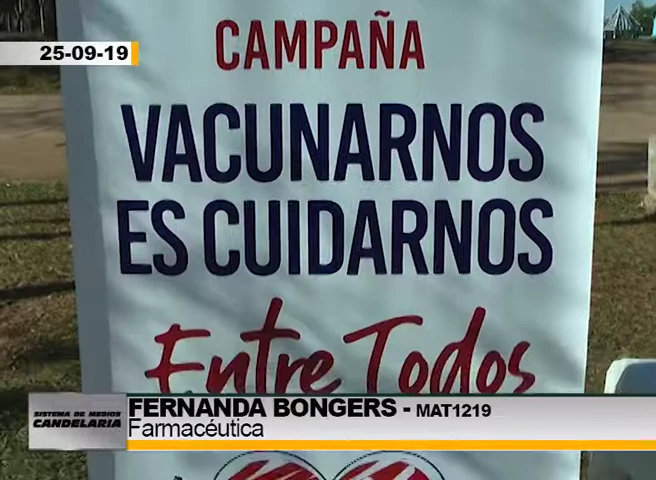 25-09-19
CAMPAÑA
VACUNARNOS
ES CUIDARNOS
Entre Todos
SISTEMA DE MEDIOS
CANDELARIA
FERNANDA BONGERS - MAT1219
Farmacéutica